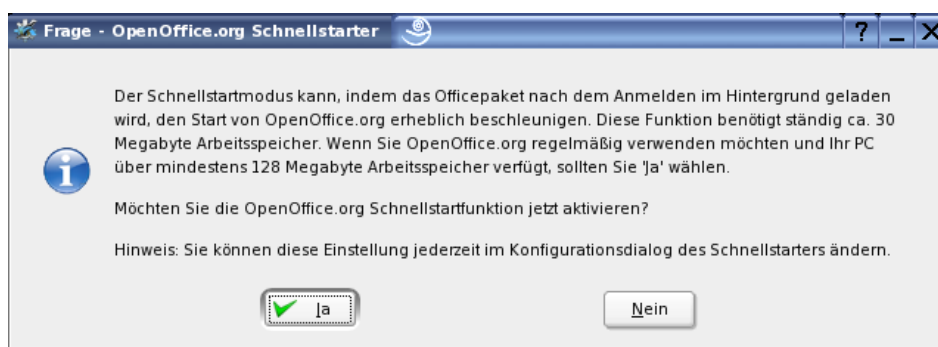 Frage - OpenOffice.org Schnellstarter
Der Schnellstartmodus kann, indem das Officepaket nach dem Anmelden im Hintergrund geladen
wird, den Start von OpenOffice.org erheblich beschleunigen. Diese Funktion benötigt ständig ca. 30
Megabyte Arbeitsspeicher. Wenn Sie OpenOffice.org regelmäßig verwenden möchten und Ihr PC
über mindestens 128 Megabyte Arbeitsspeicher verfügt, sollten Sie 'Ja' wählen.
Möchten Sie die OpenOffice.org Schnellstartfunktion jetzt aktivieren?
Hinweis: Sie können diese Einstellung jederzeit im Konfigurationsdialog des Schnellstarters ändern.
Ja
Nein